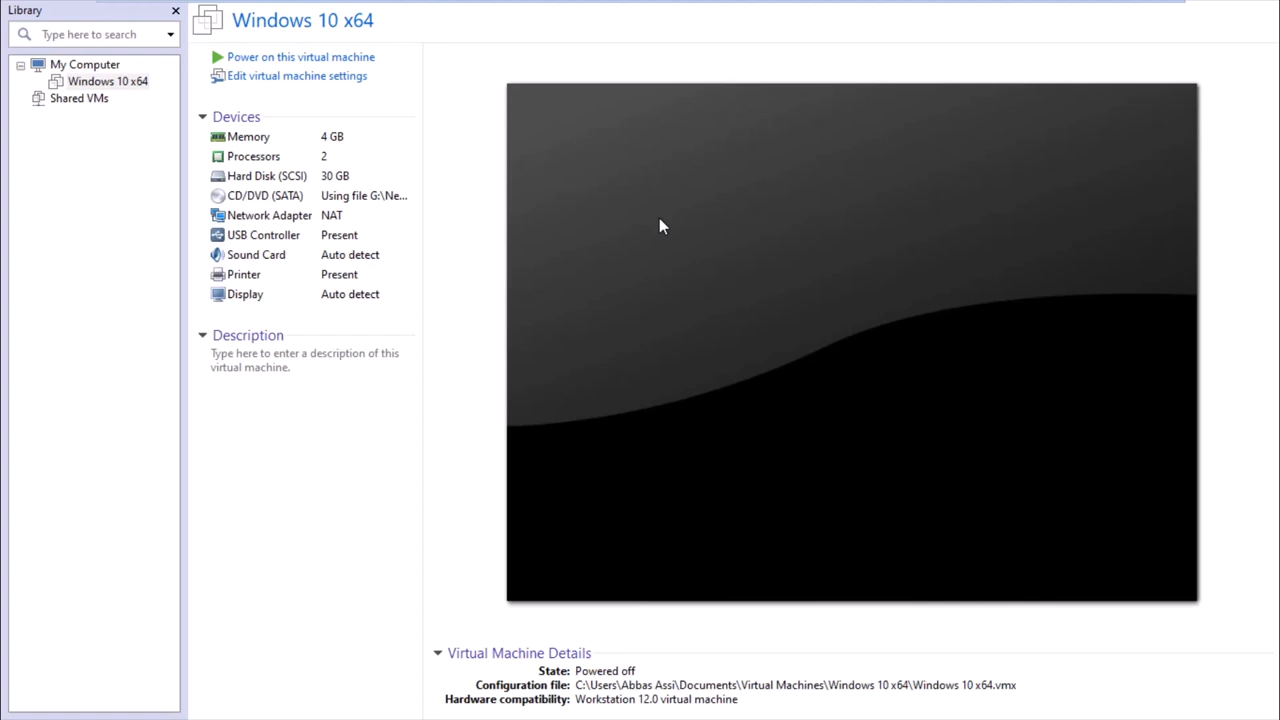 Library
Type here to search
My Computer
Windows 10 x64
Shared VMs
Windows 10 x64
Power on this virtual machine
Edit virtual machine settings
Devices
Memory 4 GB
Processors 2
Hard Disk (SCSI) 30 GB
CD/DVD (SATA) Using file G:\Ne...
Network Adapter NAT
USB Controller Present
Sound Card Auto detect
Printer Present
Display Auto detect
Description
Type here to enter a description of this
virtual machine.
Virtual Machine Details
State: Powered off
Configuration file: C:\Users\Abbas Assi\Documents\Virtual Machines\Windows 10 x64\Windows 10 x64.vmx
Hardware compatibility: Workstation 12.0 virtual machine